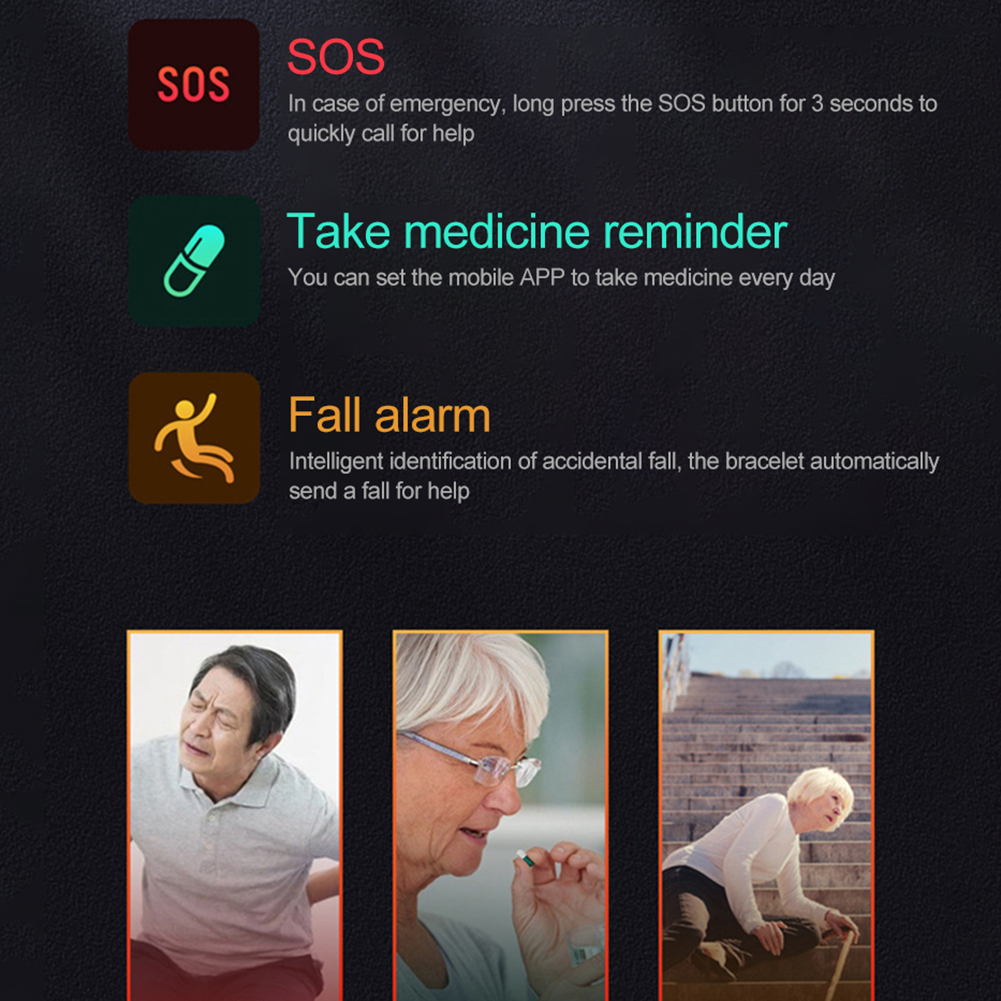 SOS
SOS
In case of emergency, long press the SOS button for 3 seconds to
quickly call for help
Take medicine reminder
You can set the mobile APP to take medicine every day
Fall alarm
Intelligent identification of accidental fall, the bracelet automatically
send a fall for help